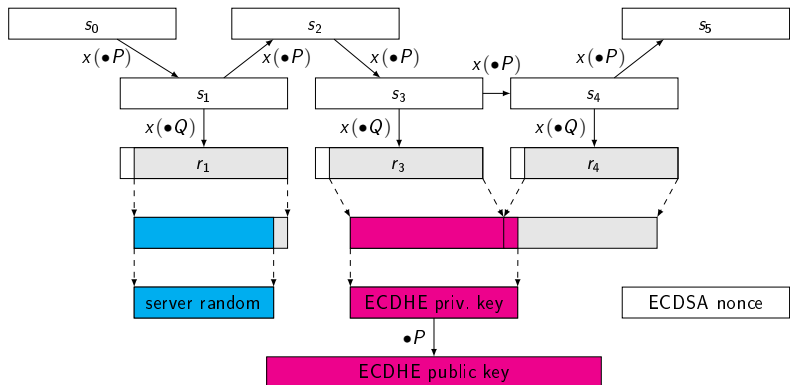 s₀ s₂ s₅
x(•P) x(•P) x(•P) x(•P) x(•P)
s₁ s₃ s₄
x(•Q) x(•Q) x(•Q)
r₁ r₃ r₄
server random ECDHE priv. key ECDSA nonce
•P
ECDHE public key